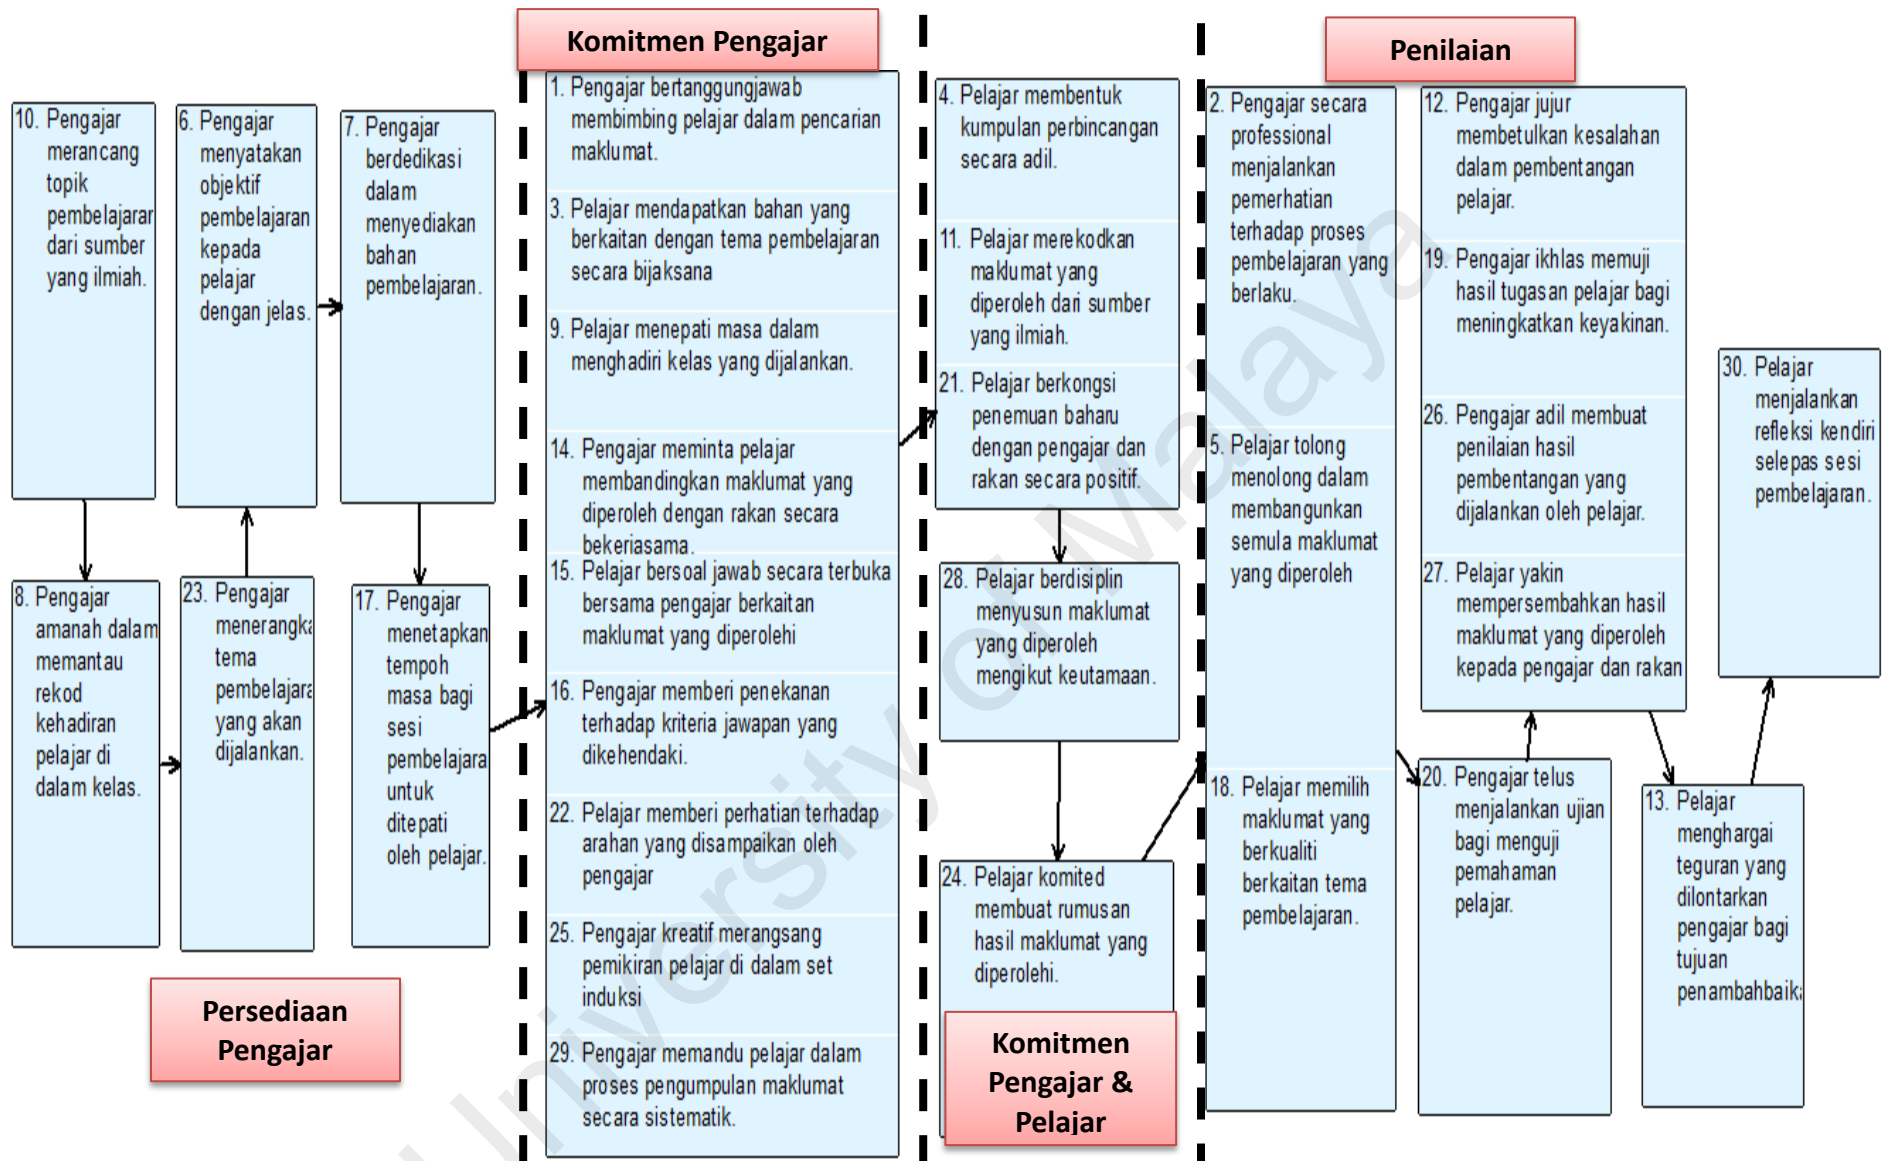 Komitmen Pengajar
Penilaian
10. Pengajar
merancang
topik
pembelajarar
dari sumber
yang ilmiah.
6. Pengajar
menyatakan
objektif
pembelajaran
kepada
pelajar
dengan jelas.
7. Pengajar
berdedikasi
dalam
menyediakan
bahan
pembelajaran.
8. Pengajar
amanah dalam
memantau
rekod
kehadiran
pelajar di
dalam kelas.
23. Pengajar
menerangka
tema
pembelajara
yang akan
dijalankan.
17. Pengajar
menetapkan
tempoh
masa bagi
sesi
pembelajara
untuk
ditepati
oleh pelajar.
Persediaan
Pengajar
1. Pengajar bertanggungjawab
membimbing pelajar dalam pencarian
maklumat.
3. Pelajar mendapatkan bahan yang
berkaitan dengan tema pembelajaran
secara bijaksana
9. Pelajar menepati masa dalam
menghadiri kelas yang dijalankan.
14. Pengajar meminta pelajar
membandingkan maklumat yang
diperoleh dengan rakan secara
bekerjasama.
15. Pelajar bersoal jawab secara terbuka
bersama pengajar berkaitan
maklumat yang diperolehi
16. Pengajar memberi penekanan
terhadap kriteria jawapan yang
dikehendaki.
22. Pelajar memberi perhatian terhadap
arahan yang disampaikan oleh
pengajar
25. Pengajar kreatif merangsang
pemikiran pelajar di dalam set
induksi
29. Pengajar memandu pelajar dalam
proses pengumpulan maklumat
secara sistematik.
4. Pelajar membentuk
kumpulan perbincangan
secara adil.
11. Pelajar merekodkan
maklumat yang
diperoleh dari sumber
yang ilmiah.
21. Pelajar berkongsi
penemuan baharu
dengan pengajar dan
rakan secara positif.
28. Pelajar berdisiplin
menyusun maklumat
yang diperoleh
mengikut keutamaan.
24. Pelajar komited
membuat rumusan
hasil maklumat yang
diperolehi.
Komitmen
Pengajar &
Pelajar
2. Pengajar secara
professional
menjalankan
pemerhatian
terhadap proses
pembelajaran yang
berlaku.
5. Pelajar tolong
menolong dalam
membangunkan
semula maklumat
yang diperoleh
18. Pelajar memilih
maklumat yang
berkualiti
berkaitan tema
pembelajaran.
12. Pengajar jujur
membetulkan kesalahan
dalam pembentangan
pelajar.
19. Pengajar ikhlas memuji
hasil tugasan pelajar bagi
meningkatkan keyakinan.
26. Pengajar adil membuat
penilaian hasil
pembentangan yang
dijalankan oleh pelajar.
27. Pelajar yakin
mempersembahkan hasil
maklumat yang diperoleh
kepada pengajar dan rakan
20. Pengajar telus
menjalankan ujian
bagi menguji
pemahaman
pelajar.
13. Pelajar
menghargai
teguran yang
dilontarkan
pengajar bagi
tujuan
penambahbaika
30. Pelajar
menjalankan
refleksi kendiri
selepas sesi
pembelajaran.
University of Malaya